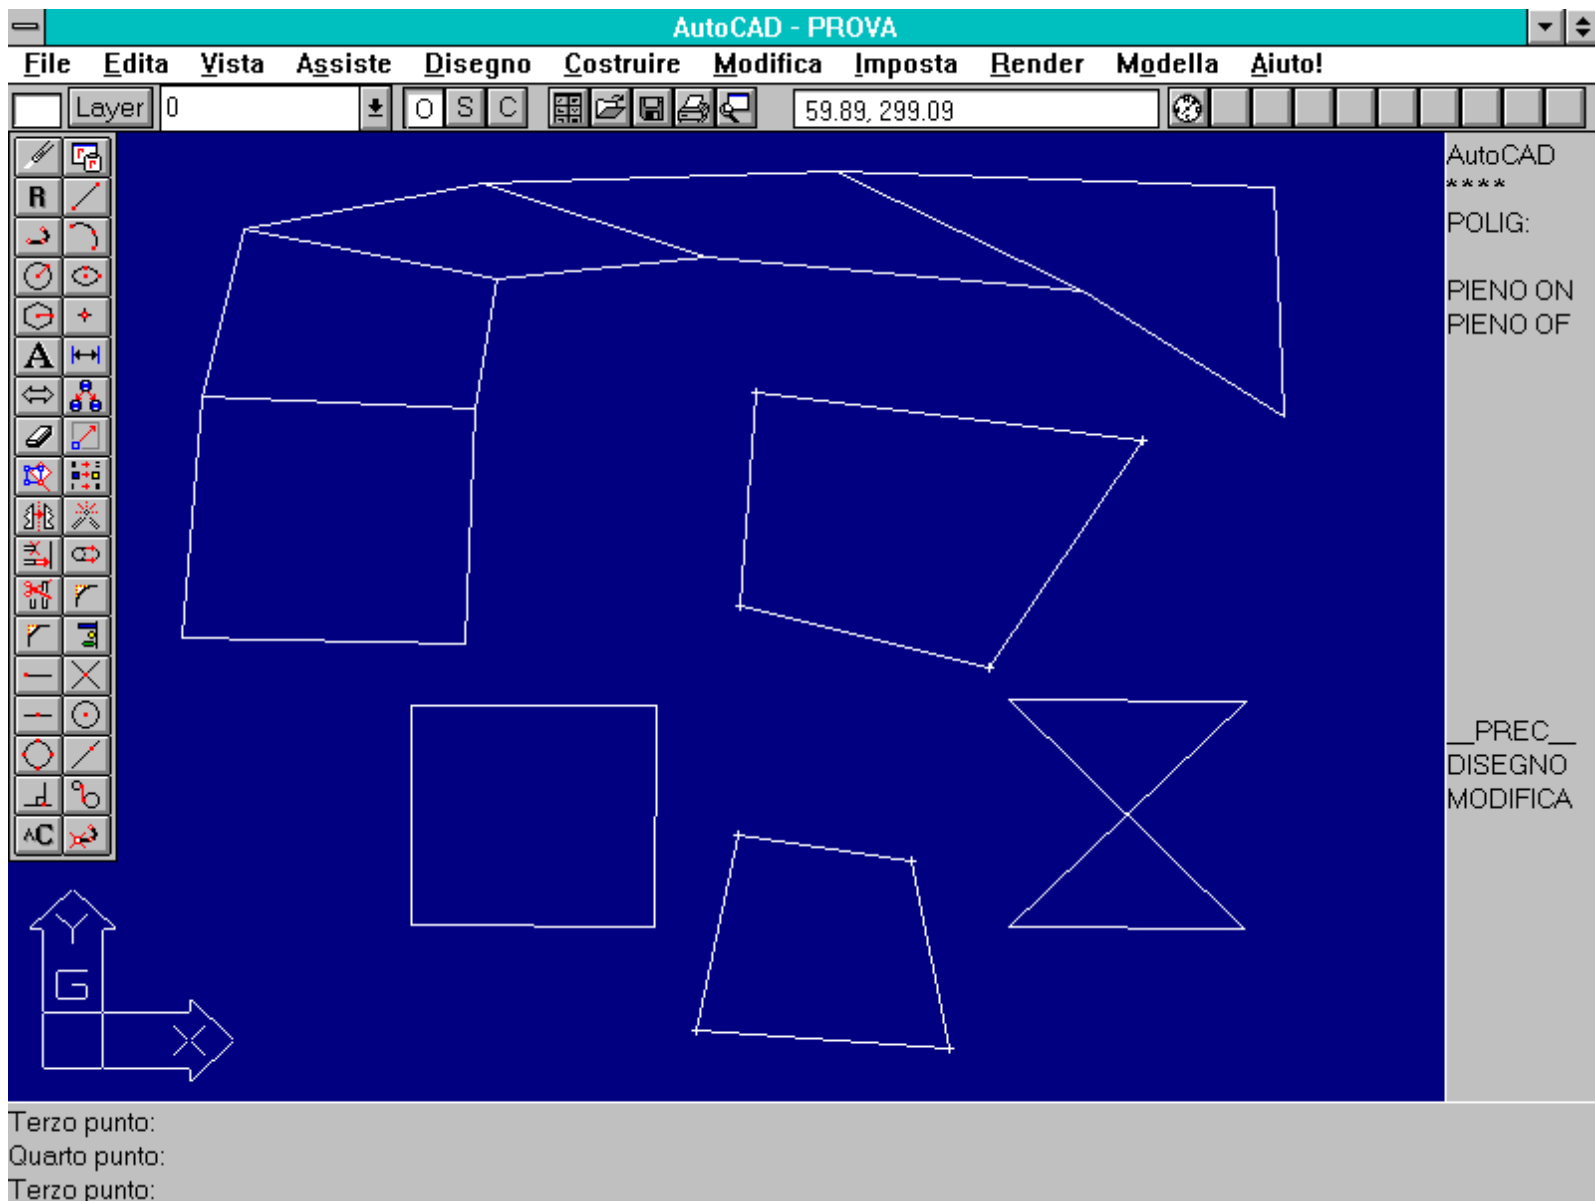 AutoCAD - PROVA
File Edita Vista Assiste Disegno Costruire Modifica Imposta Render Modella Aiuto!
Layer 0 O S C 59.89, 299.09
AutoCAD
* * * *
POLIG:
PIENO ON
PIENO OF
__PREC__
DISEGNO
MODIFICA
R
A
^C
Y
G
X
Terzo punto:
Quarto punto:
Terzo punto: